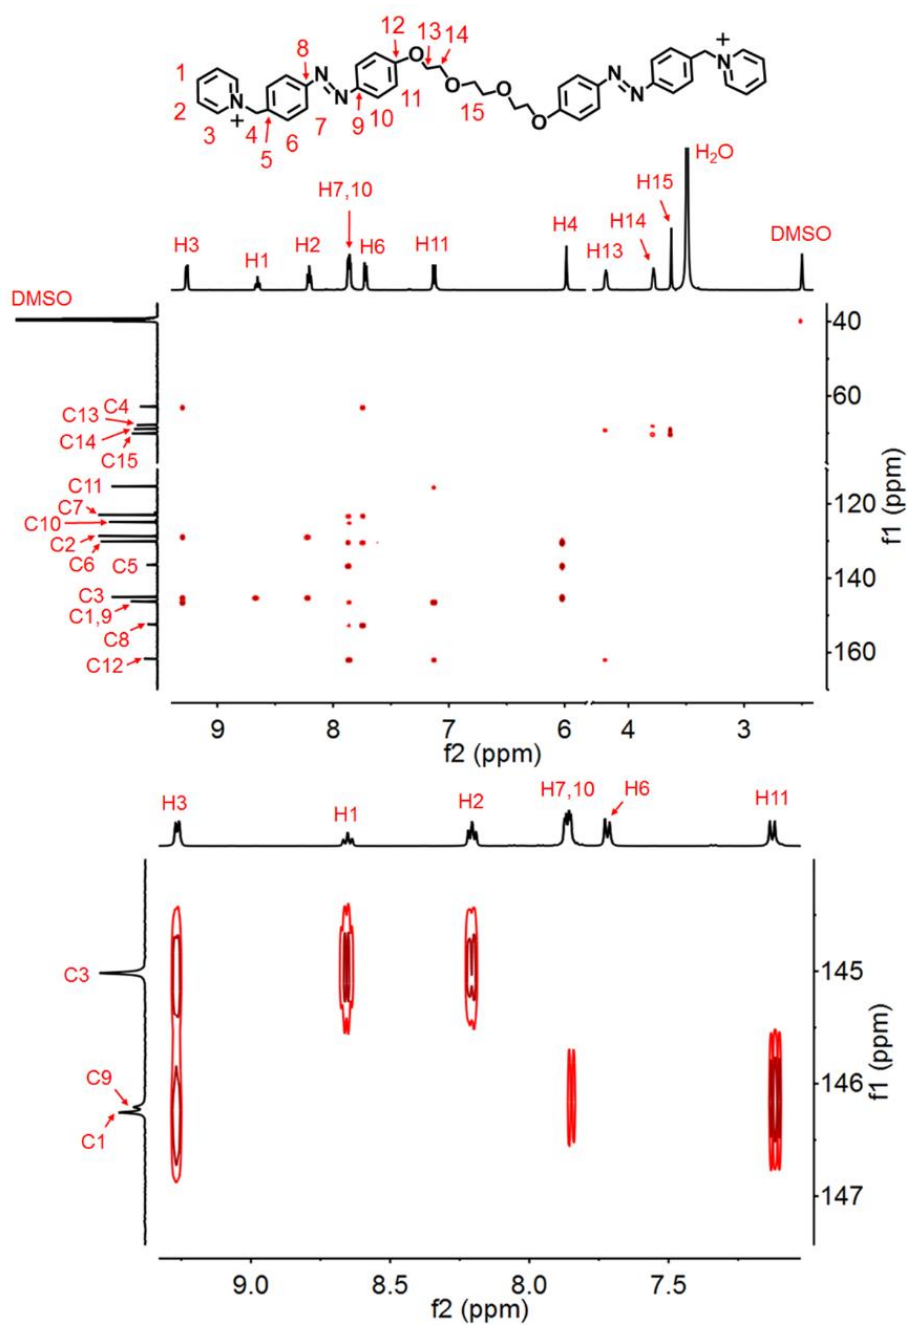 12
13
14
8
O
+
N
1
N
N
O
O
N
N
2
N
+
3
4
5
6
7
9
10
11
15
O
H₂O
H7,10
H15
H14
H4
H3
H1
H2
H6
H11
H13
DMSO
DMSO
40
C4
60
C13
C14
C15
C11
C7
120
C10
C2
C6
C5
140
C3
C1,9
C8
C12
160
f1 (ppm)
9 8 7 6 4 3
f2 (ppm)
H3
H1
H2
H7,10
H6
H11
C3
145
C9
146
C1
147
f1 (ppm)
9.0 8.5 8.0 7.5
f2 (ppm)